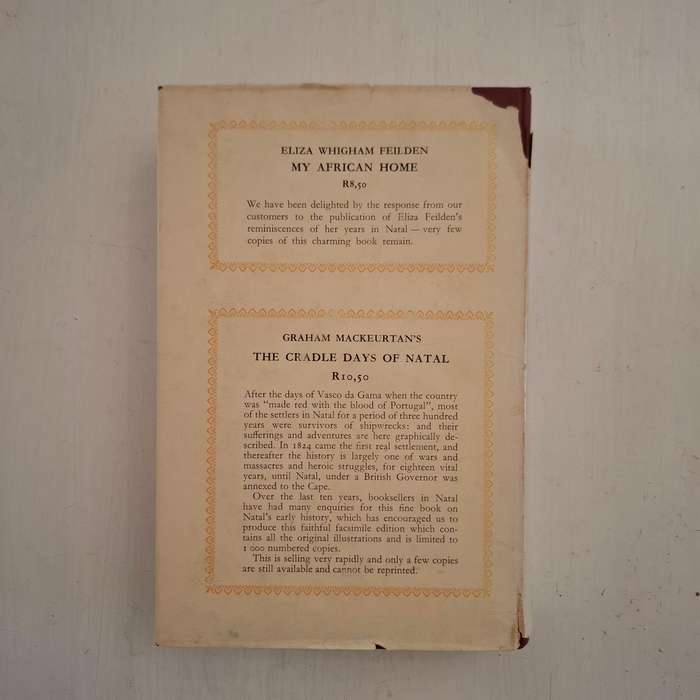 ELIZA WHIGHAM FEILDEN
MY AFRICAN HOME
R8,50
We have been delighted by the response from our
customers to the publication of Eliza Feilden's
reminiscences of her years in Natal — very few
copies of this charming book remain.
GRAHAM MACKEURTAN'S
THE CRADLE DAYS OF NATAL
R10,50
After the days of Vasco da Gama when the country
was "made red with the blood of Portugal", most
of the settlers in Natal for a period of three hundred
years were survivors of shipwrecks: and their
sufferings and adventures are here graphically de-
scribed. In 1824 came the first real settlement, and
thereafter the history is largely one of wars and
massacres and heroic struggles, for eighteen vital
years, until Natal, under a British Governor was
annexed to the Cape.
Over the last ten years, booksellers in Natal
have had many enquiries for this fine book on
Natal's early history, which has encouraged us to
produce this faithful facsimile edition which con-
tains all the original illustrations and is limited to
1 000 numbered copies.
This is selling very rapidly and only a few copies
are still available and cannot be reprinted.